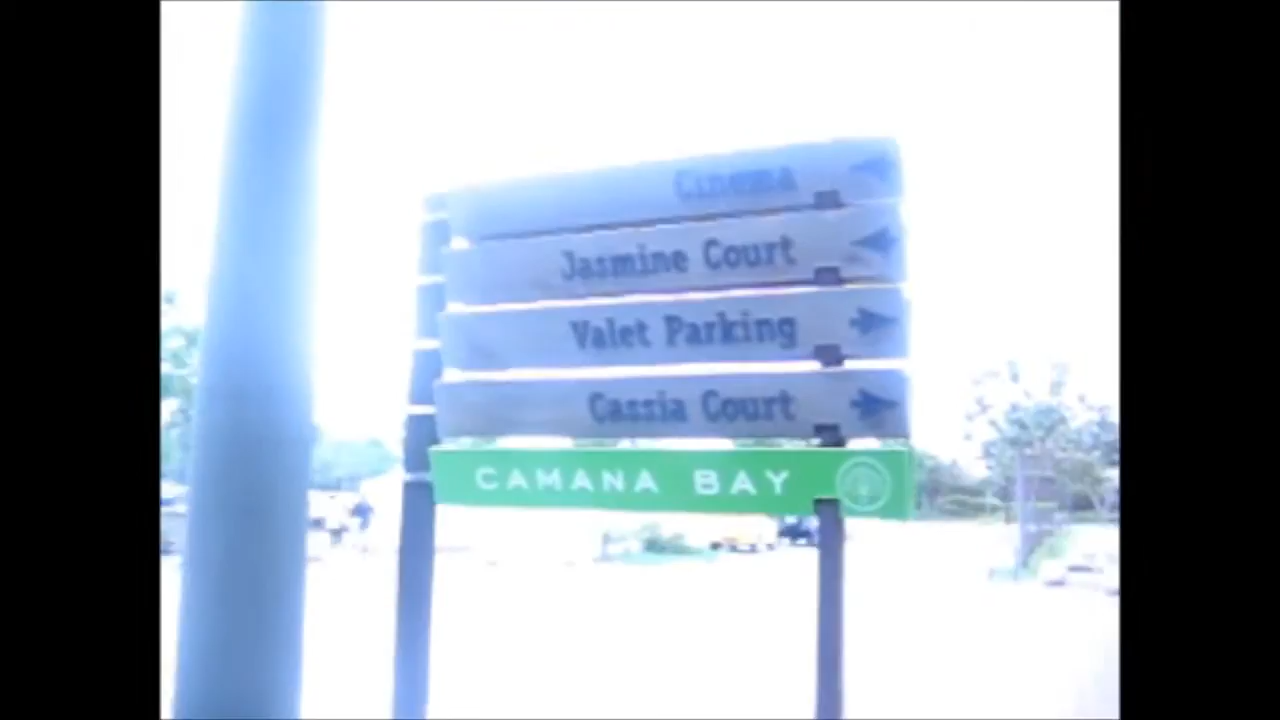 Cinema
Jasmine Court
Valet Parking
Cassia Court
CAMANA BAY